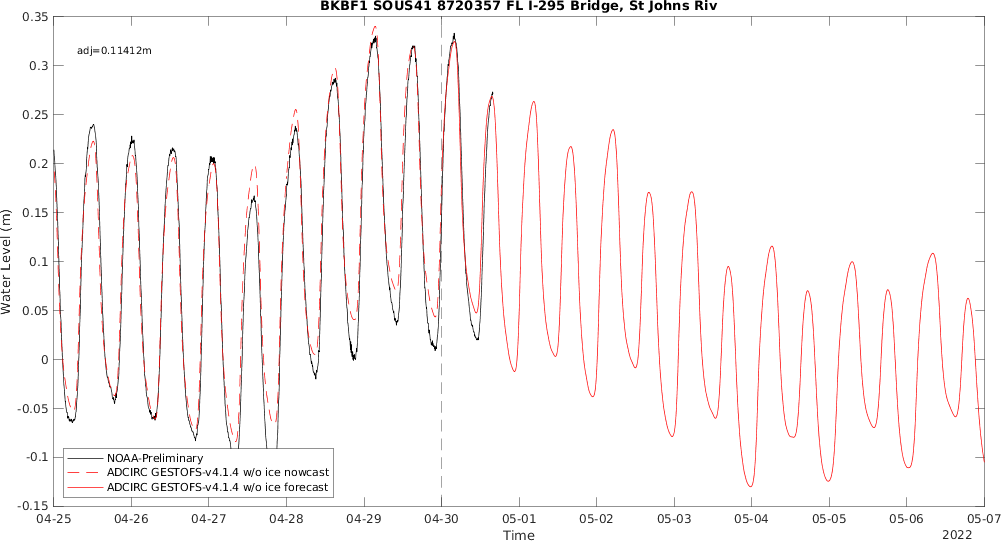 BKBF1 SOUS41 8720357 FL I-295 Bridge, St Johns Riv
0.35
adj=0.11412m
0.3
0.25
0.2
0.15
0.1
0.05
0
-0.05
-0.1
-0.15
Water Level (m)
NOAA-Preliminary
ADCIRC GESTOFS-v4.1.4 w/o ice nowcast
ADCIRC GESTOFS-v4.1.4 w/o ice forecast
04-25 04-26 04-27 04-28 04-29 04-30 05-01 05-02 05-03 05-04 05-05 05-06 05-07
Time
2022